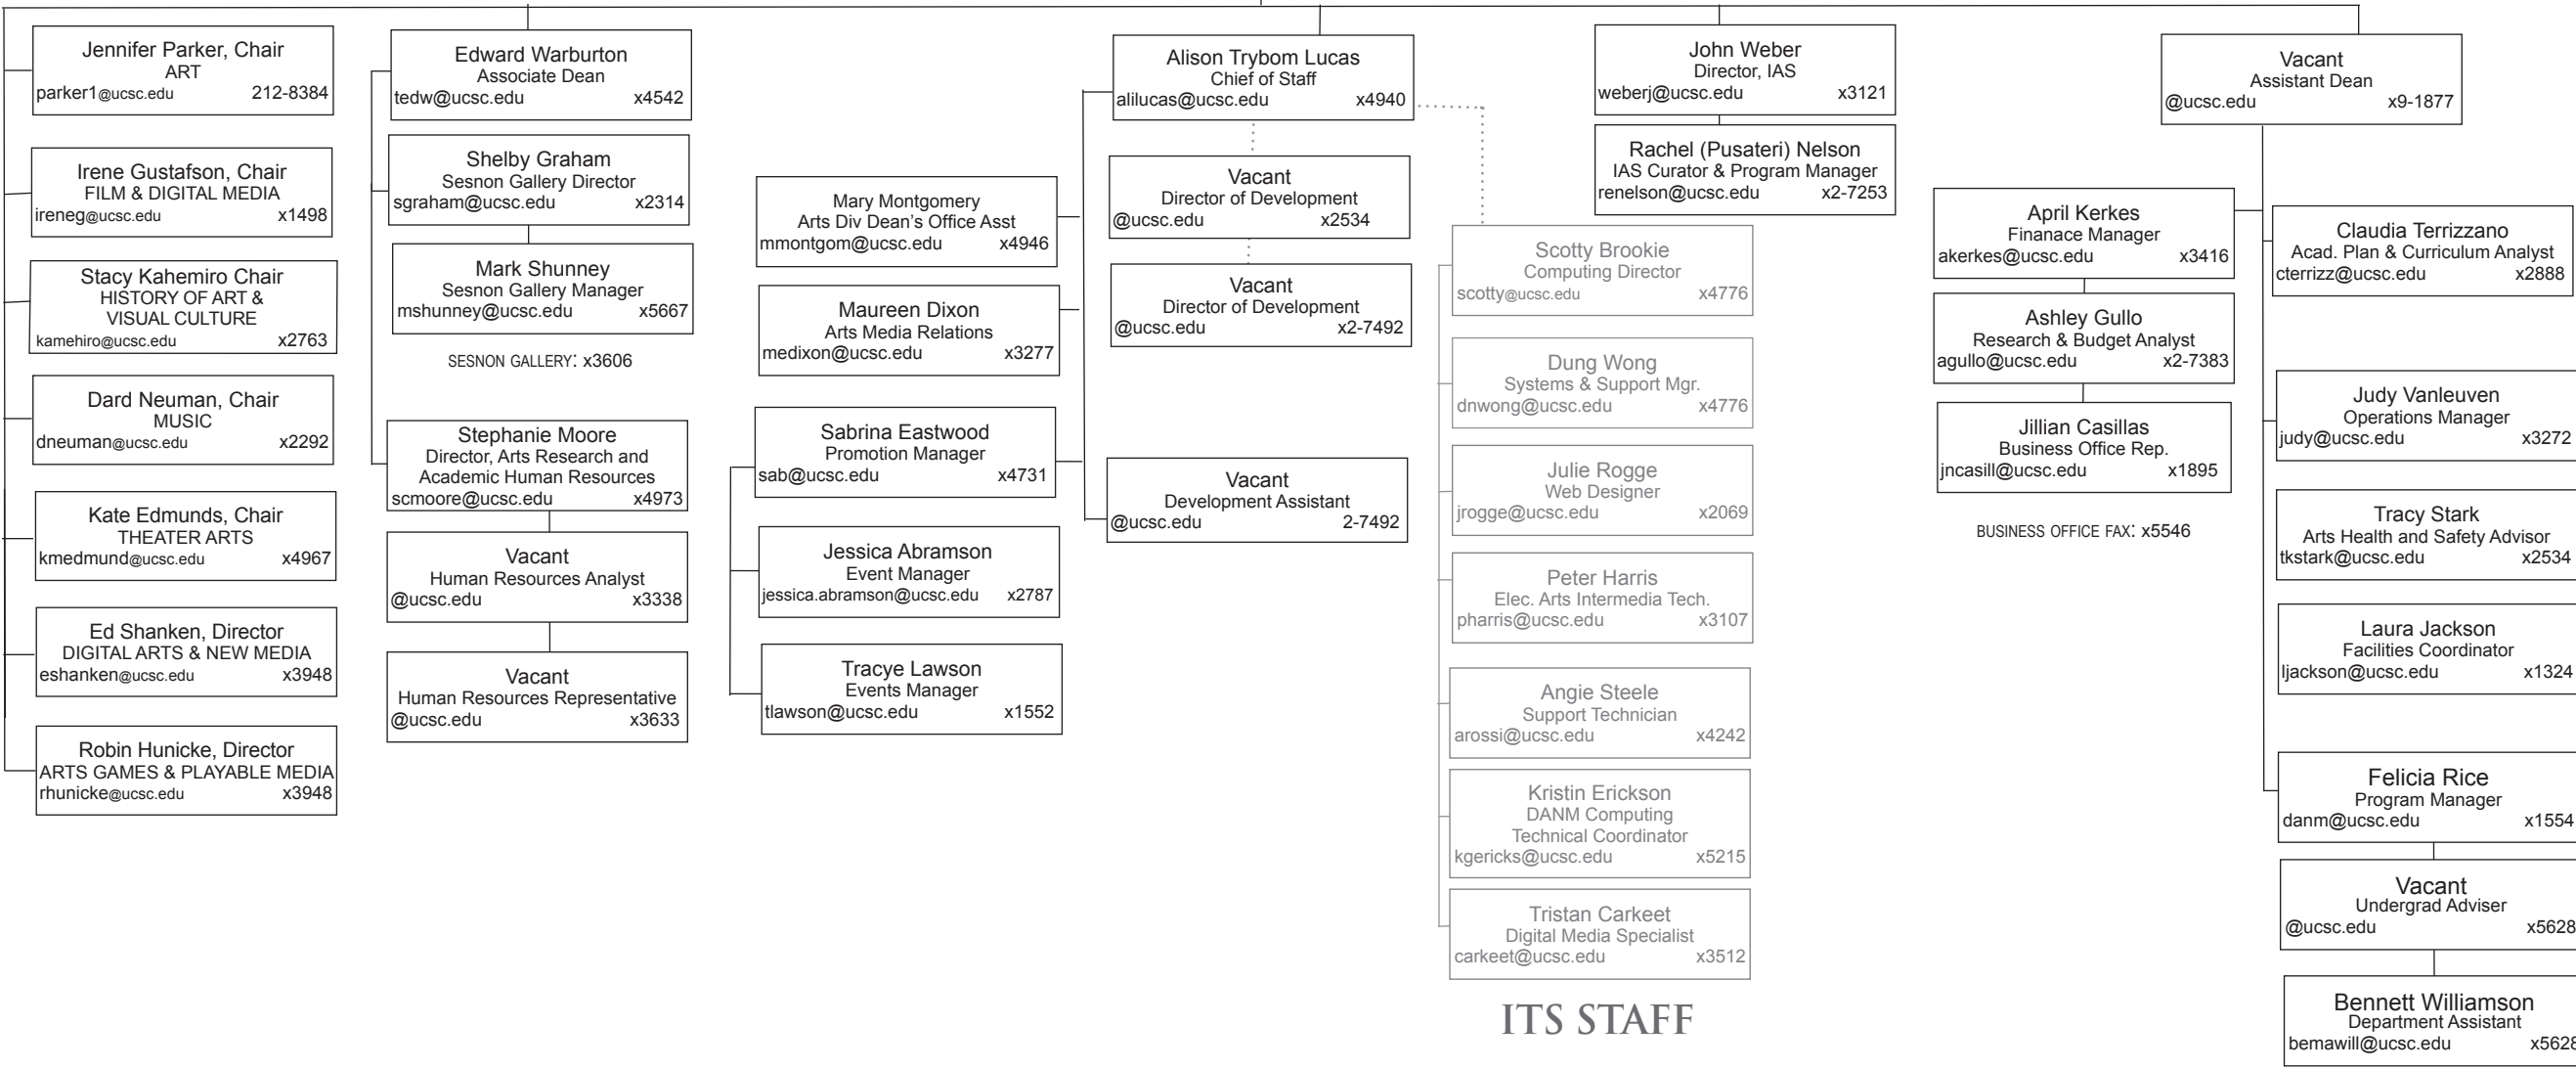 Jennifer Parker, Chair
ART
parker1@ucsc.edu 212-8384
Irene Gustafson, Chair
FILM & DIGITAL MEDIA
ireneg@ucsc.edu x1498
Stacy Kahemiro Chair
HISTORY OF ART &
VISUAL CULTURE
kamehiro@ucsc.edu x2763
Dard Neuman, Chair
MUSIC
dneuman@ucsc.edu x2292
Kate Edmunds, Chair
THEATER ARTS
kmedmund@ucsc.edu x4967
Ed Shanken, Director
DIGITAL ARTS & NEW MEDIA
eshanken@ucsc.edu x3948
Robin Hunicke, Director
ARTS GAMES & PLAYABLE MEDIA
rhunicke@ucsc.edu x3948
Edward Warburton
Associate Dean
tedw@ucsc.edu x4542
Shelby Graham
Sesnon Gallery Director
sgraham@ucsc.edu x2314
Mark Shunney
Sesnon Gallery Manager
mshunney@ucsc.edu x5667
SESNON GALLERY: x3606
Stephanie Moore
Director, Arts Research and
Academic Human Resources
scmoore@ucsc.edu x4973
Vacant
Human Resources Analyst
@ucsc.edu x3338
Vacant
Human Resources Representative
@ucsc.edu x3633
Mary Montgomery
Arts Div Dean’s Office Asst
mmontgom@ucsc.edu x4946
Maureen Dixon
Arts Media Relations
medixon@ucsc.edu x3277
Sabrina Eastwood
Promotion Manager
sab@ucsc.edu x4731
Jessica Abramson
Event Manager
jessica.abramson@ucsc.edu x2787
Tracye Lawson
Events Manager
tlawson@ucsc.edu x1552
Alison Trybom Lucas
Chief of Staff
alilucas@ucsc.edu x4940
Vacant
Director of Development
@ucsc.edu x2534
Vacant
Director of Development
@ucsc.edu x2-7492
Vacant
Development Assistant
@ucsc.edu 2-7492
Scotty Brookie
Computing Director
scotty@ucsc.edu x4776
Dung Wong
Systems & Support Mgr.
dnwong@ucsc.edu x4776
Julie Rogge
Web Designer
jrogge@ucsc.edu x2069
Peter Harris
Elec. Arts Intermedia Tech.
pharris@ucsc.edu x3107
Angie Steele
Support Technician
arossi@ucsc.edu x4242
Kristin Erickson
DANM Computing
Technical Coordinator
kgericks@ucsc.edu x5215
Tristan Carkeet
Digital Media Specialist
carkeet@ucsc.edu x3512
ITS STAFF
John Weber
Director, IAS
weberj@ucsc.edu x3121
Rachel (Pusateri) Nelson
IAS Curator & Program Manager
renelson@ucsc.edu x2-7253
Vacant
Assistant Dean
@ucsc.edu x9-1877
April Kerkes
Finanace Manager
akerkes@ucsc.edu x3416
Ashley Gullo
Research & Budget Analyst
agullo@ucsc.edu x2-7383
Jillian Casillas
Business Office Rep.
jncasill@ucsc.edu x1895
BUSINESS OFFICE FAX: x5546
Claudia Terrizzano
Acad. Plan & Curriculum Analyst
cterrizz@ucsc.edu x2888
Judy Vanleuven
Operations Manager
judy@ucsc.edu x3272
Tracy Stark
Arts Health and Safety Advisor
tkstark@ucsc.edu x2534
Laura Jackson
Facilities Coordinator
ljackson@ucsc.edu x1324
Felicia Rice
Program Manager
danm@ucsc.edu x1554
Vacant
Undergrad Adviser
@ucsc.edu x5628
Bennett Williamson
Department Assistant
bemawill@ucsc.edu x5628